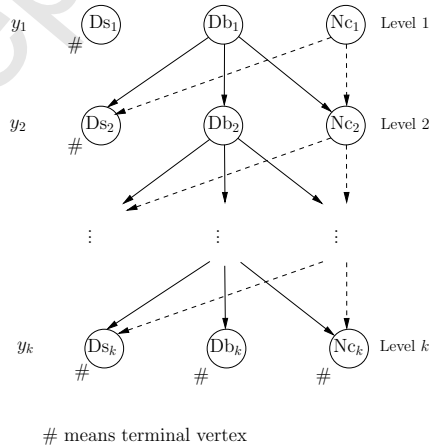 y₁ Ds₁ Db₁ Nc₁ Level 1
#
y₂ Ds₂ Db₂ Nc₂ Level 2
#
⋮ ⋮ ⋮
yₖ Dsₖ Dbₖ Ncₖ Level k
# # #
# means terminal vertex